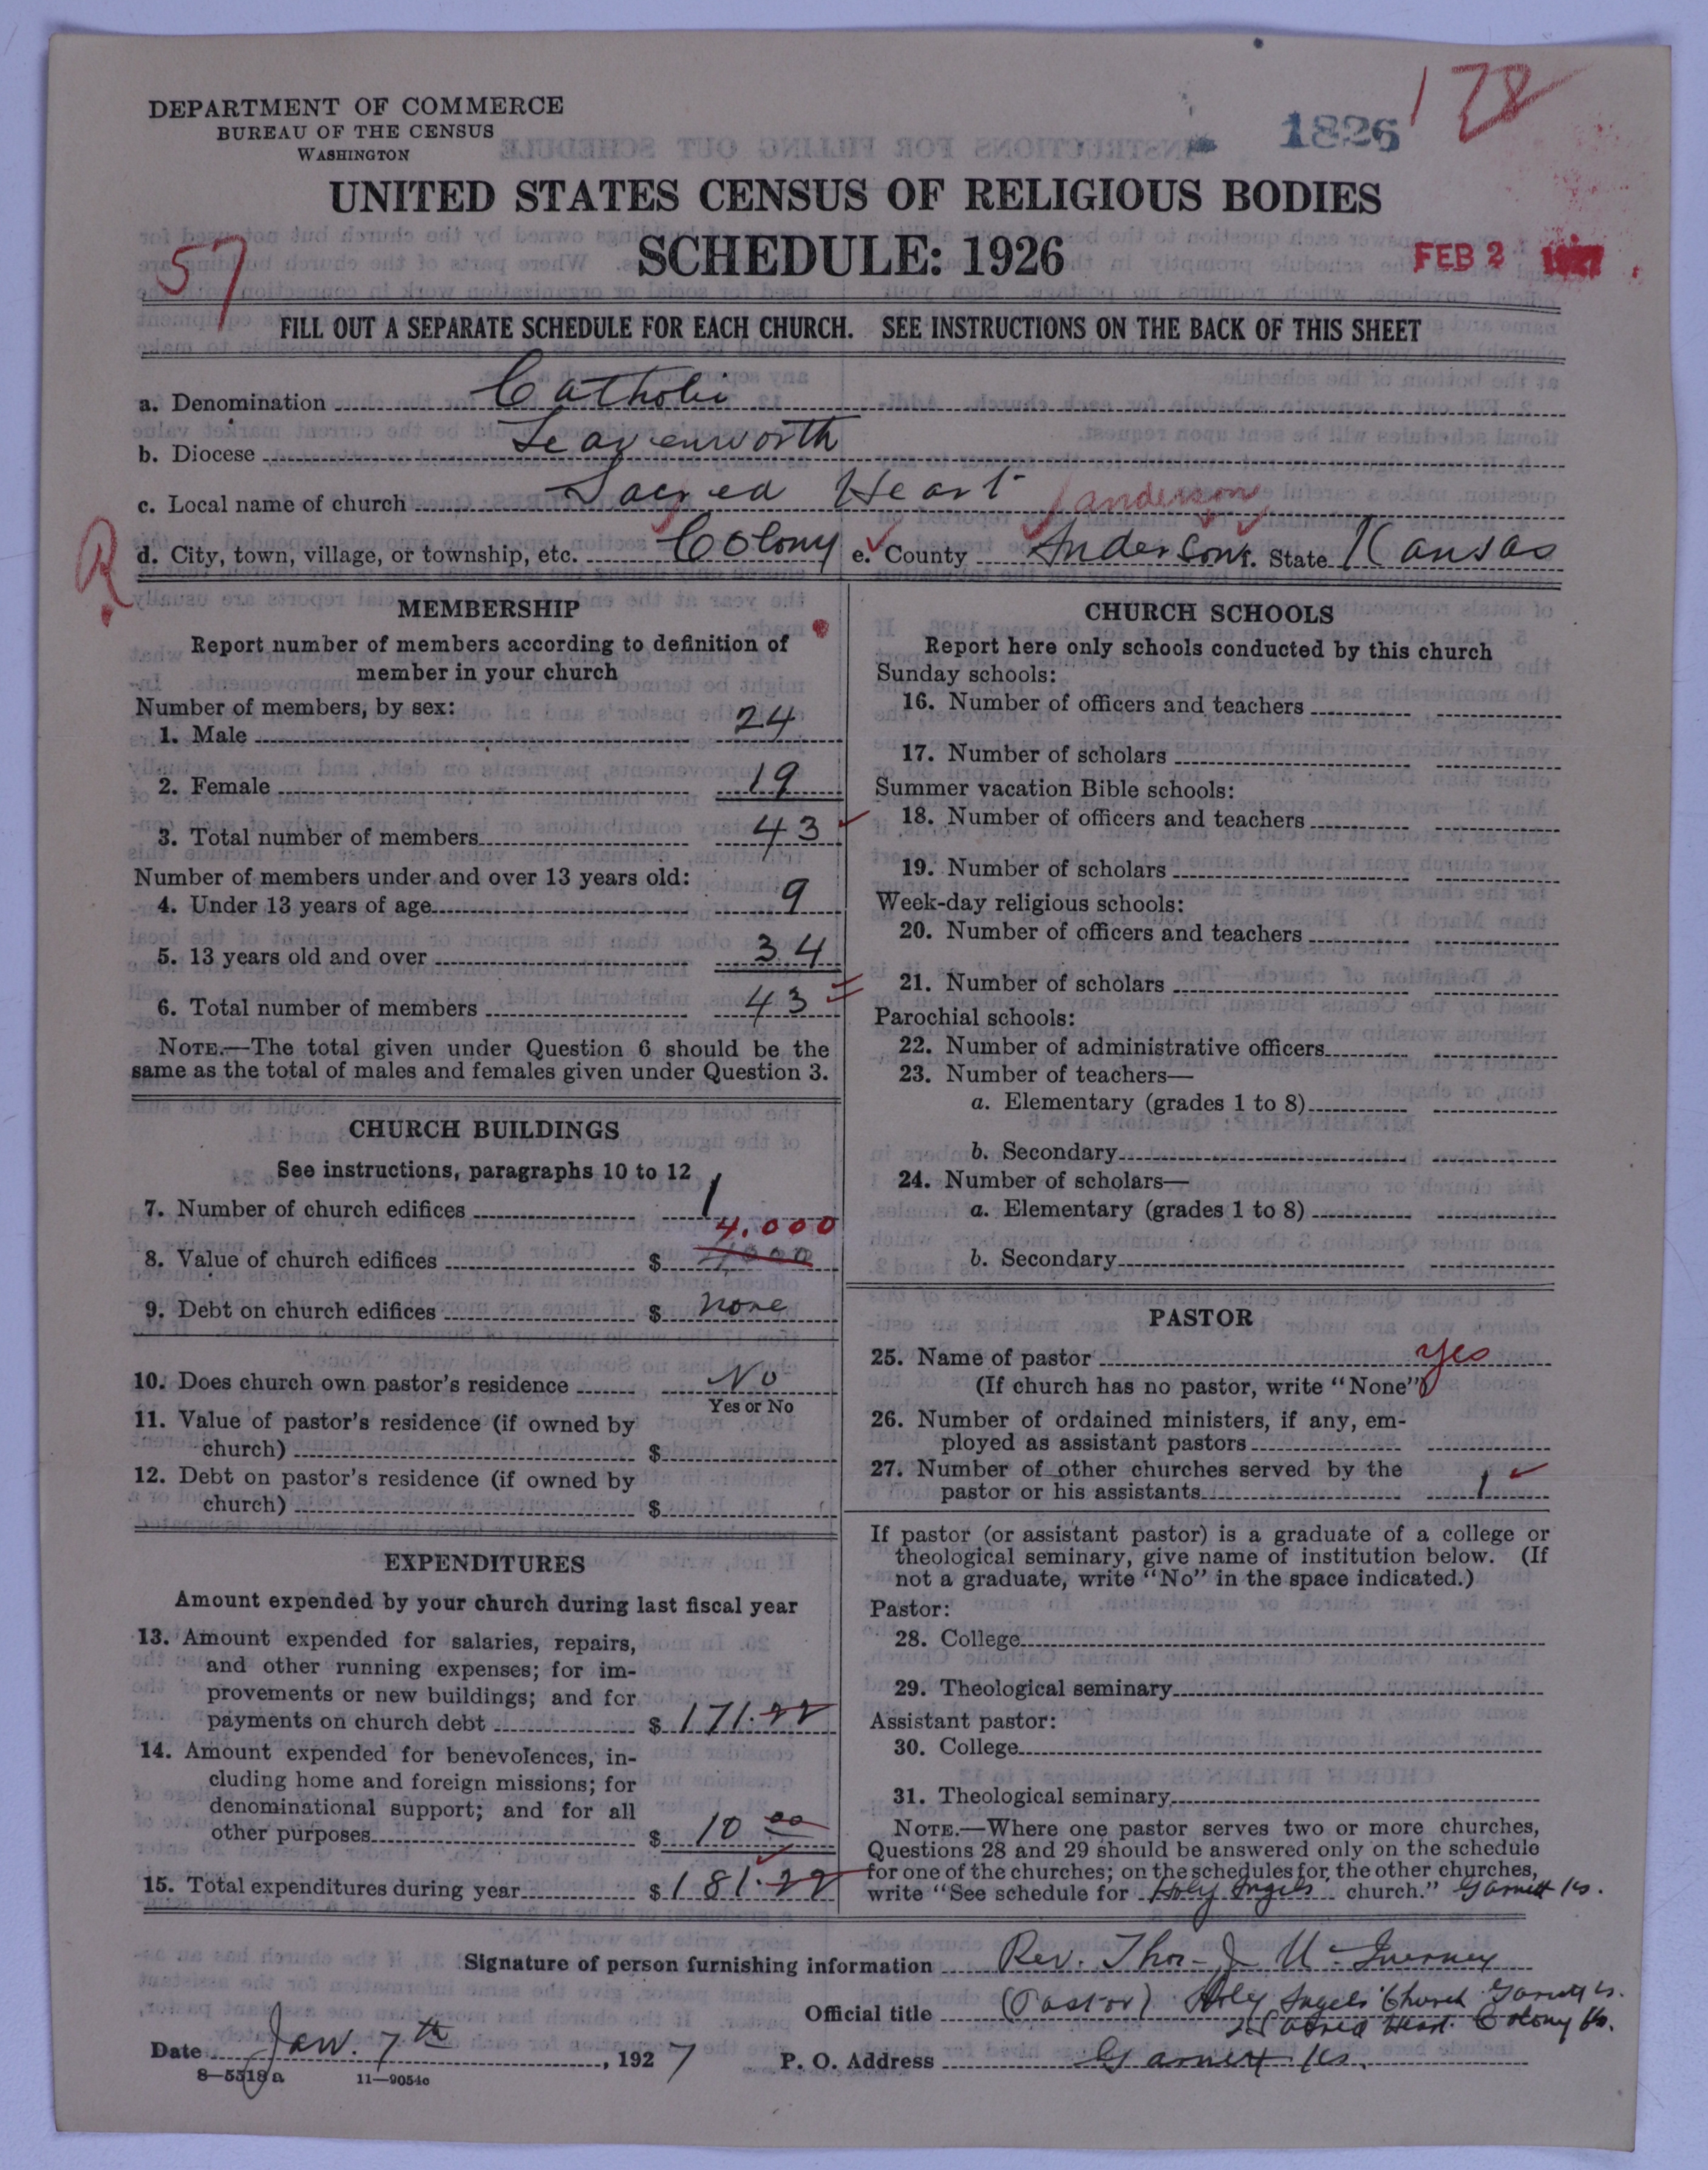 DEPARTMENT OF COMMERCE
BUREAU OF THE CENSUS
WASHINGTON
1826
178
UNITED STATES CENSUS OF RELIGIOUS BODIES
SCHEDULE: 1926
57
FEB 2 1927
FILL OUT A SEPARATE SCHEDULE FOR EACH CHURCH. SEE INSTRUCTIONS ON THE BACK OF THIS SHEET
a. Denomination Catholic
b. Diocese Leavenworth
c. Local name of church Sacred Heart anderson
R
d. City, town, village, or township, etc. Colony e. County Anderson f. State Kansas
MEMBERSHIP
Report number of members according to definition of
member in your church
Number of members, by sex:
1. Male 24
2. Female 19
3. Total number of members 43
Number of members under and over 13 years old:
4. Under 13 years of age 9
5. 13 years old and over 34
6. Total number of members 43
NOTE.—The total given under Question 6 should be the
same as the total of males and females given under Question 3.
CHURCH BUILDINGS
See instructions, paragraphs 10 to 12
7. Number of church edifices 1
4.000
8. Value of church edifices $ 4000
9. Debt on church edifices $ none
10. Does church own pastor's residence No
Yes or No
11. Value of pastor's residence (if owned by
church) $
12. Debt on pastor's residence (if owned by
church) $
EXPENDITURES
Amount expended by your church during last fiscal year
13. Amount expended for salaries, repairs,
and other running expenses; for im-
provements or new buildings; and for
payments on church debt $ 171.22
14. Amount expended for benevolences, in-
cluding home and foreign missions; for
denominational support; and for all
other purposes $ 10 00
15. Total expenditures during year $ 181.22
CHURCH SCHOOLS
Report here only schools conducted by this church
Sunday schools:
16. Number of officers and teachers
17. Number of scholars
Summer vacation Bible schools:
18. Number of officers and teachers
19. Number of scholars
Week-day religious schools:
20. Number of officers and teachers
21. Number of scholars
Parochial schools:
22. Number of administrative officers
23. Number of teachers—
a. Elementary (grades 1 to 8)
b. Secondary
24. Number of scholars—
a. Elementary (grades 1 to 8)
b. Secondary
PASTOR
25. Name of pastor yes
(If church has no pastor, write "None")
26. Number of ordained ministers, if any, em-
ployed as assistant pastors
27. Number of other churches served by the
pastor or his assistants 1
If pastor (or assistant pastor) is a graduate of a college or
theological seminary, give name of institution below. (If
not a graduate, write "No" in the space indicated.)
Pastor:
28. College
29. Theological seminary
Assistant pastor:
30. College
31. Theological seminary
NOTE.—Where one pastor serves two or more churches,
Questions 28 and 29 should be answered only on the schedule
for one of the churches; on the schedules for the other churches,
write "See schedule for Holy Angels church." Garnett Ks.
Signature of person furnishing information Rev. Thos. J.
Official title (Pastor) Holy Angels Church Garnett Ks.
Sacred Heart Colony Ks.
Date Jan. 7th, 1927
P. O. Address Garnett Ks.
8—5518a 11—9054c